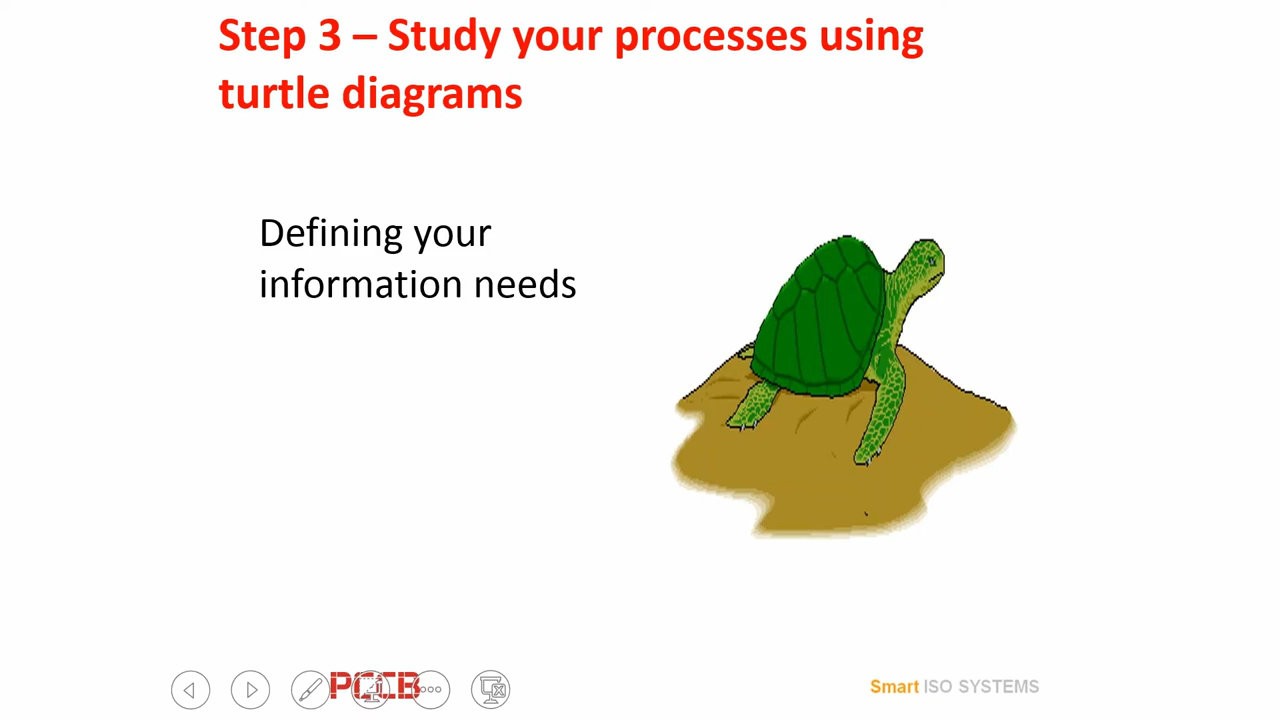 Step 3 – Study your processes using
turtle diagrams
Defining your
information needs
Smart ISO SYSTEMS